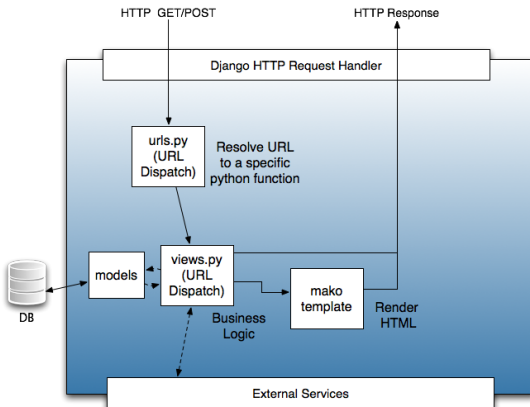 HTTP GET/POST
HTTP Response
Django HTTP Request Handler
urls.py
(URL
Dispatch)
Resolve URL
to a specific
python function
models
views.py
(URL
Dispatch)
DB
Business
Logic
mako
template
Render
HTML
External Services